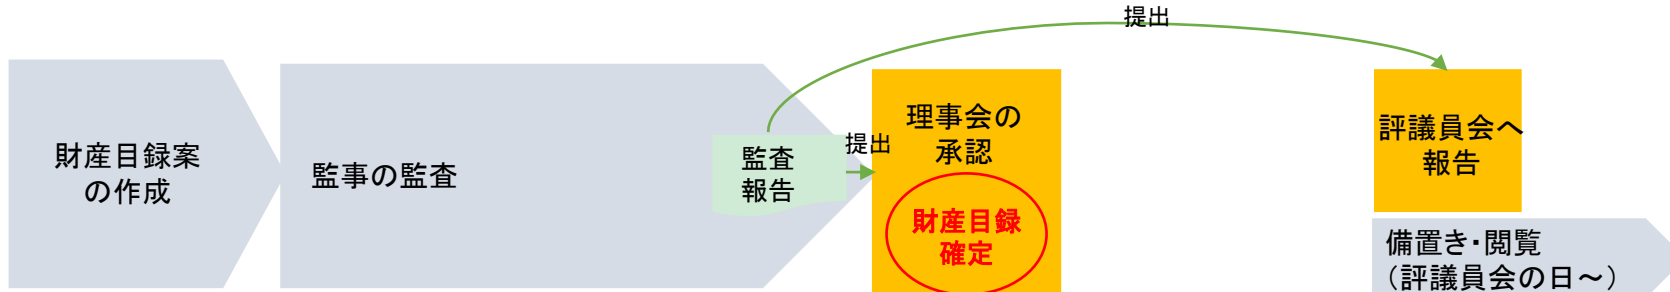 提出
財産目録案
の作成
監事の監査
監査
報告
提出
理事会の
承認
財産目録
確定
評議員会へ
報告
備置き・閲覧
（評議員会の日～）